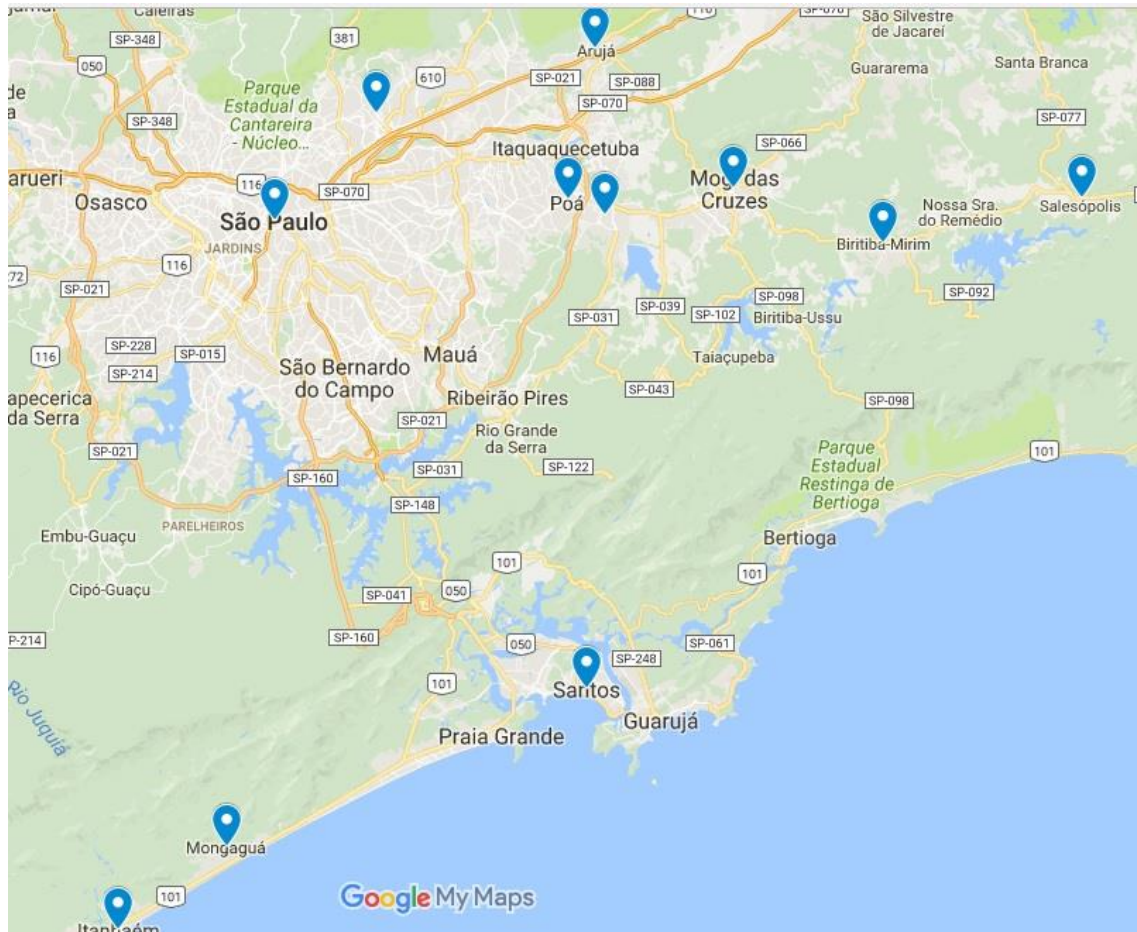 Caieiras
SP-348
381
110
SP-070
São Silvestre
de Jacareí
050
Arujá
610
SP-021
SP-088
Guararema
Santa Branca
de
Parque
Estadual da
Cantareira
- Núcleo...
SP-070
SP-348
SP-077
Itaquaquecetuba
SP-066
arueri
116
SP-070
Osasco
Poá
Mogi das
Cruzes
Nossa Sra.
do Remédio
Salesópolis
São Paulo
JARDINS
Biritiba-Mirim
116
272
SP-021
SP-039
SP-098
SP-092
SP-031
SP-102
Biritiba-Ussu
116
SP-228
SP-015
Mauá
Taiaçupeba
SP-214
São Bernardo
do Campo
SP-043
apecerica
da Serra
Ribeirão Pires
SP-098
SP-021
Rio Grande
da Serra
SP-021
SP-031
SP-122
Parque
Estadual
Restinga de
Bertioga
101
SP-160
SP-148
PARELHEIROS
Embu-Guaçu
Bertioga
101
101
Cipó-Guaçu
SP-041
050
P-214
SP-160
050
SP-248
SP-061
101
Santos
Rio Juquiá
Guarujá
Praia Grande
Mongaguá
101
Google My Maps
Itanhaém